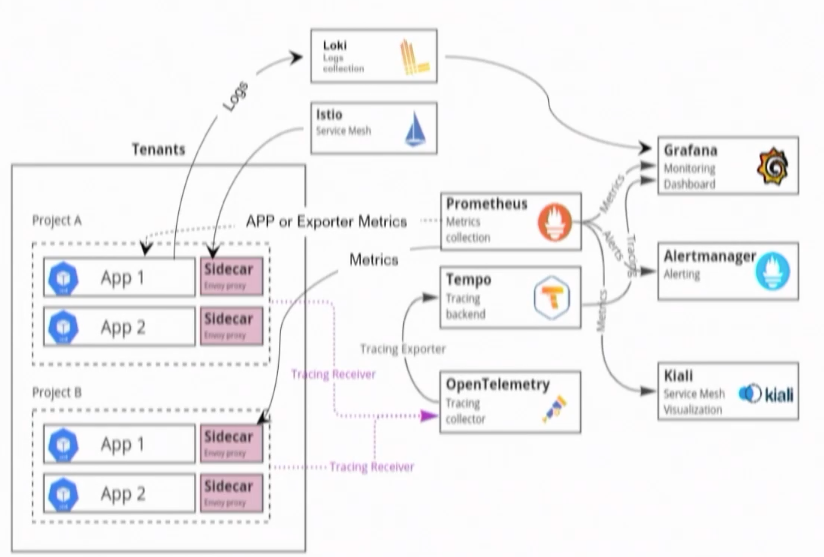 Loki
Logs
collection
Logs
Istio
Service Mesh
Tenants
Grafana
Monitoring
Dashboard
Metrics
Project A
APP or Exporter Metrics
Prometheus
Metrics
collection
Alerts
Tracing
Metrics
Alertmanager
Alerting
App 1
Sidecar
Envoy proxy
Tempo
Tracing
backend
App 2
Sidecar
Envoy proxy
Metrics
Tracing Exporter
Tracing Receiver
OpenTelemetry
Tracing
collector
Kiali
Service Mesh
Visualization
kiali
Project B
App 1
Sidecar
Envoy proxy
Tracing Receiver
App 2
Sidecar
Envoy proxy